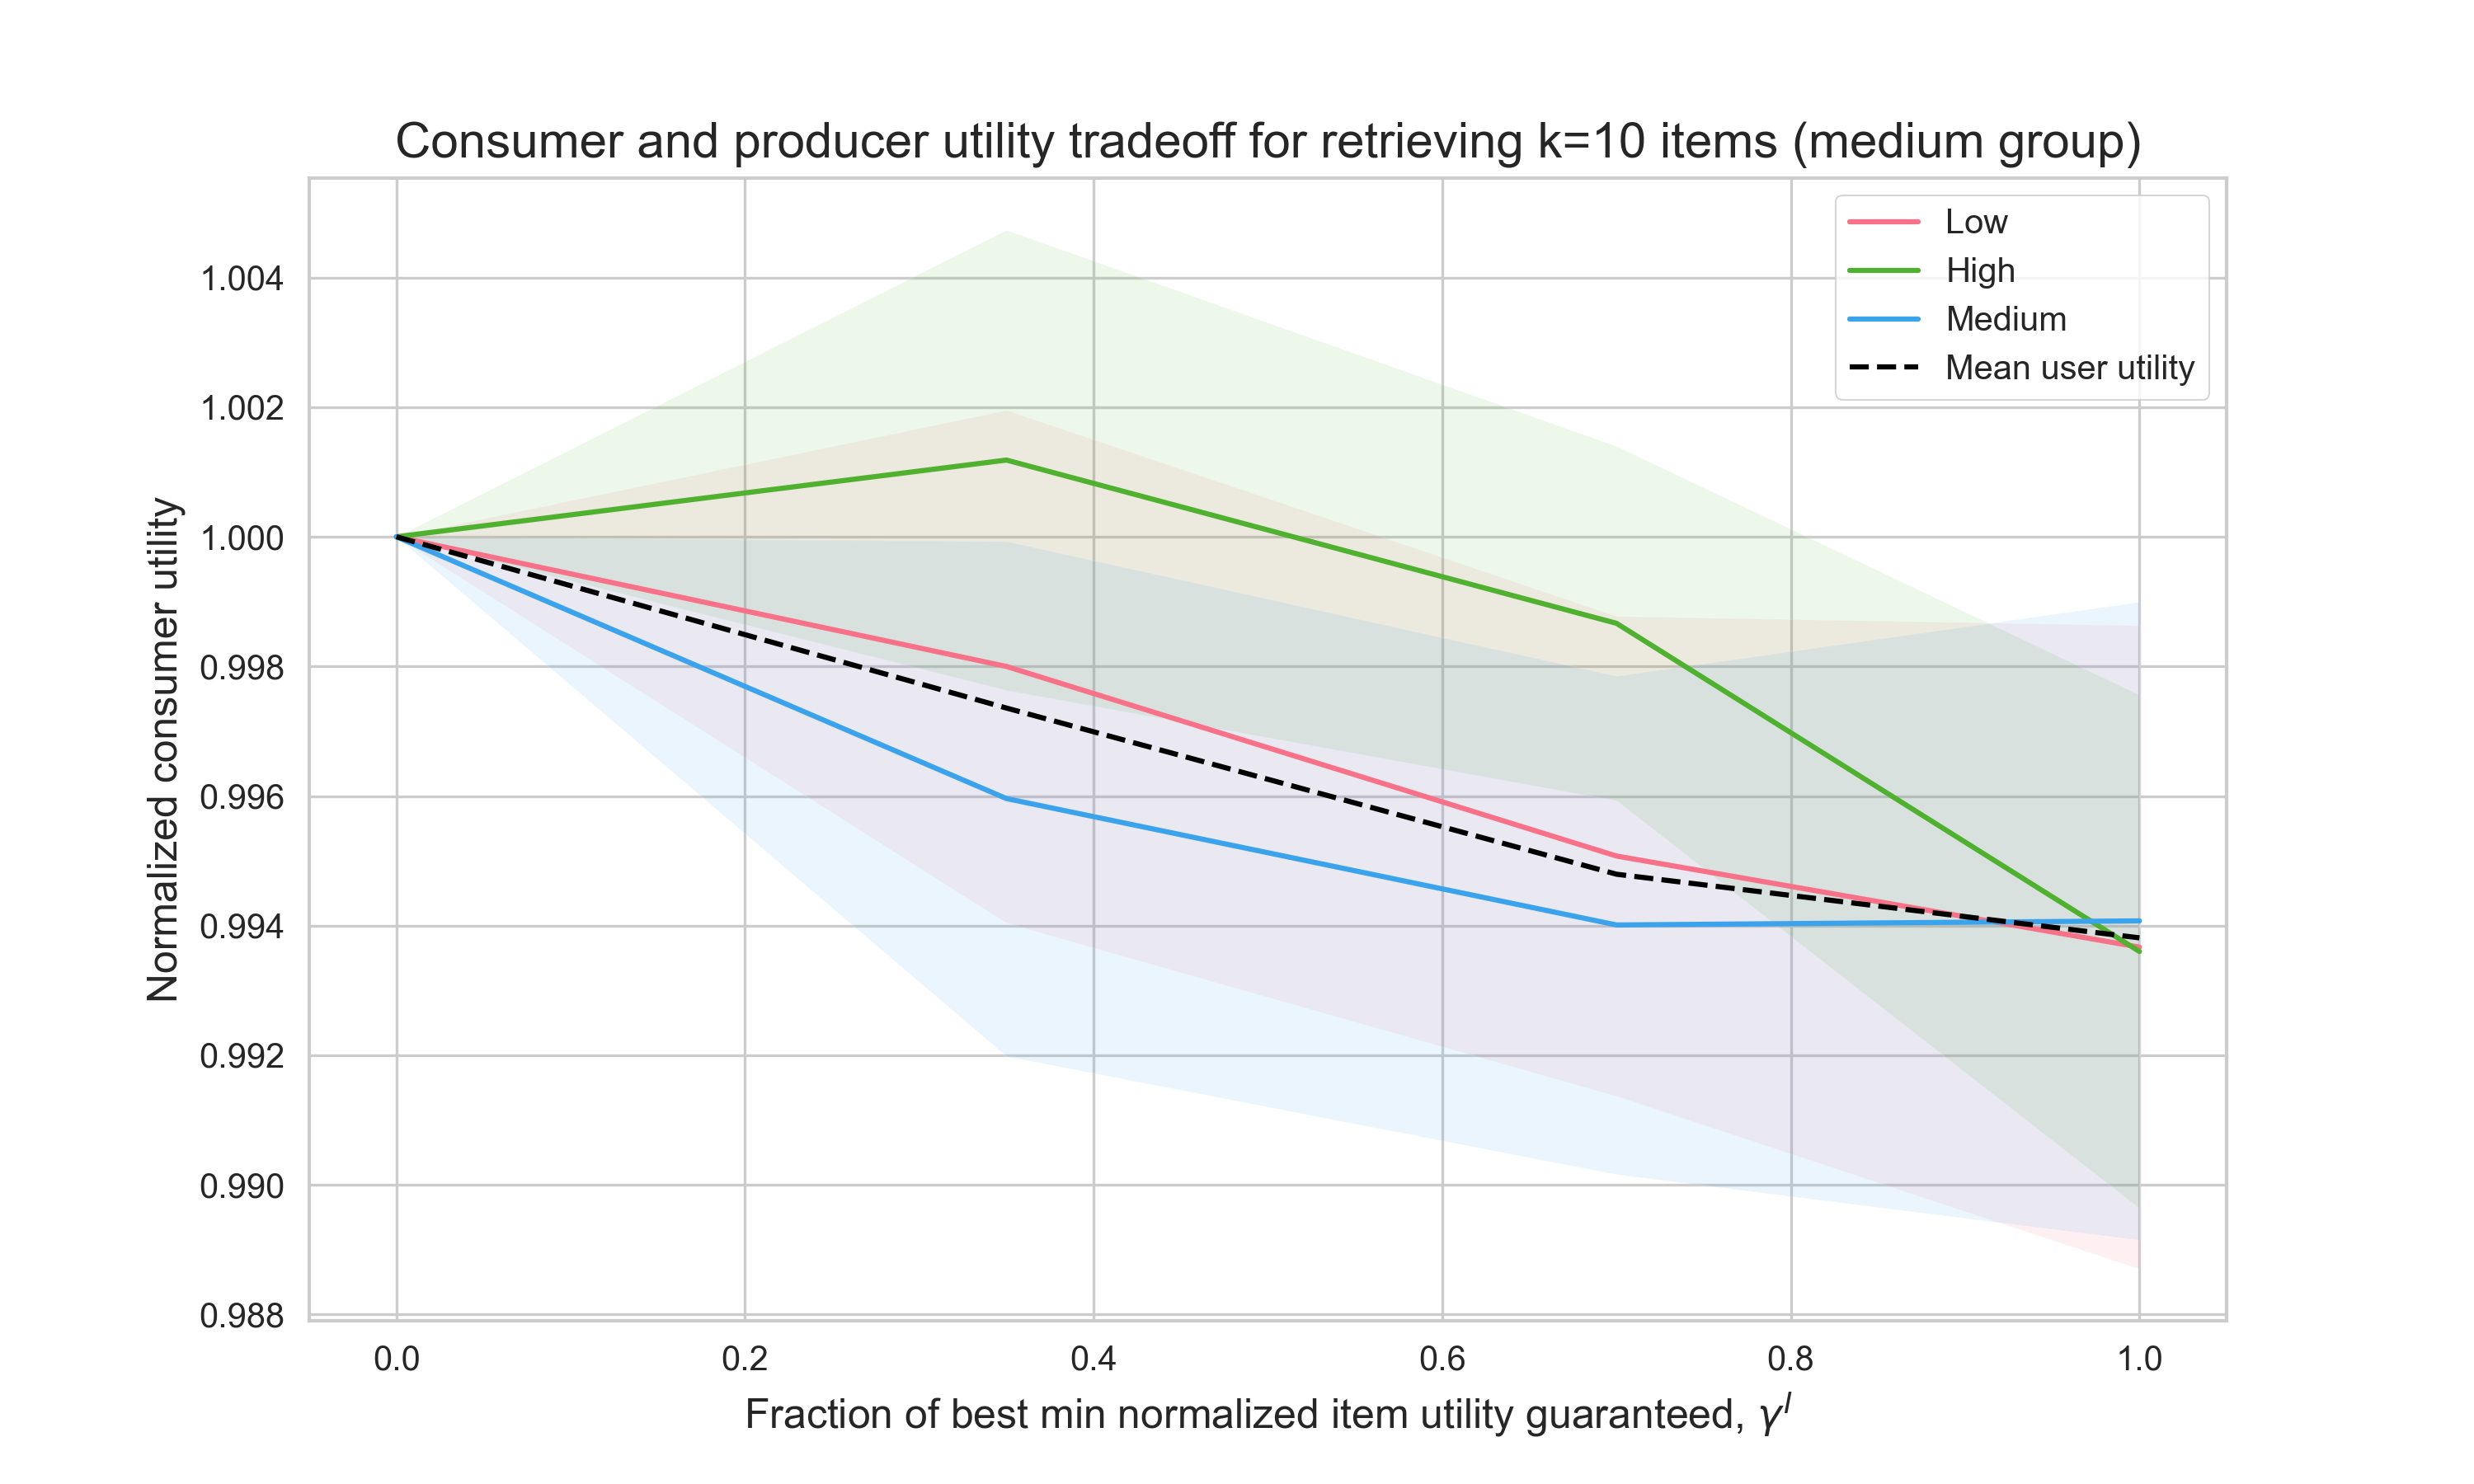 Consumer and producer utility tradeoff for retrieving k=10 items (medium group)
Low
High
Medium
Mean user utility
Normalized consumer utility
1.004
1.002
1.000
0.998
0.996
0.994
0.992
0.990
0.988
0.0 0.2 0.4 0.6 0.8 1.0
Fraction of best min normalized item utility guaranteed, γ^I